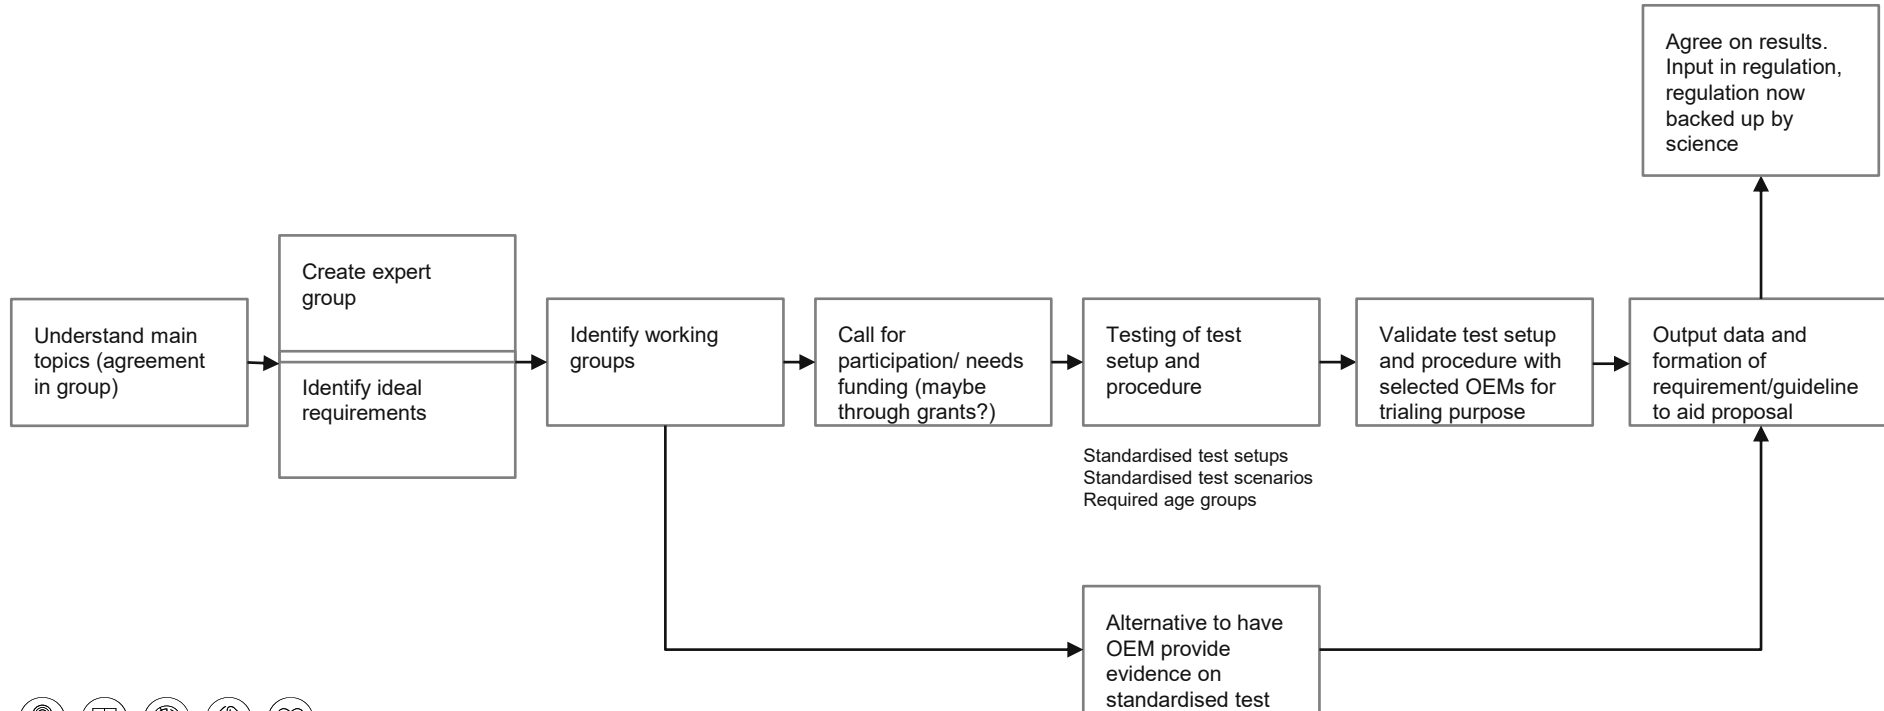 Agree on results.
Input in regulation,
regulation now
backed up by
science
Create expert
group
Understand main
topics (agreement
in group)
Identify ideal
requirements
Identify working
groups
Call for
participation/ needs
funding (maybe
through grants?)
Testing of test
setup and
procedure
Validate test setup
and procedure with
selected OEMs for
trialing purpose
Output data and
formation of
requirement/guideline
to aid proposal
Standardised test setups
Standardised test scenarios
Required age groups
Alternative to have
OEM provide
evidence on
standardised test